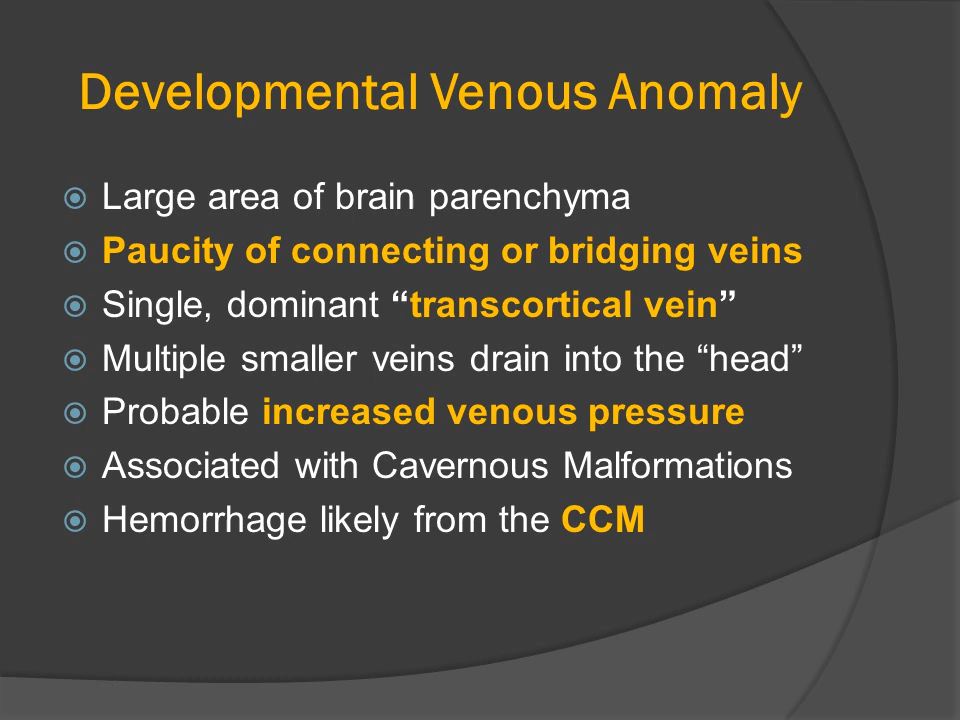 Developmental Venous Anomaly
Large area of brain parenchyma
Paucity of connecting or bridging veins
Single, dominant “transcortical vein”
Multiple smaller veins drain into the “head”
Probable increased venous pressure
Associated with Cavernous Malformations
Hemorrhage likely from the CCM